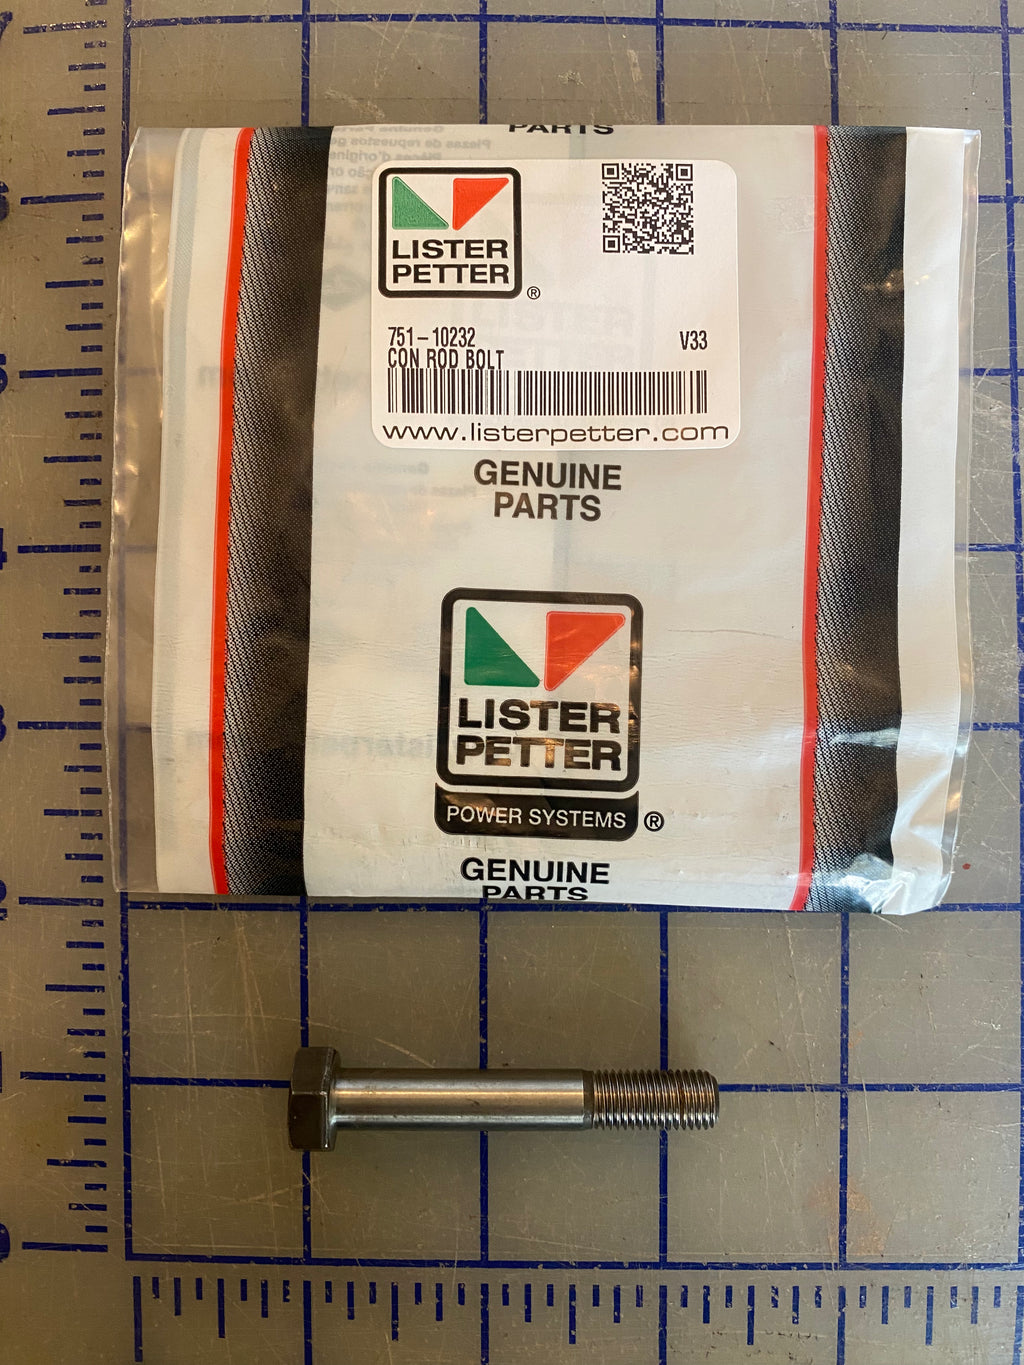 PARTS
LISTER
PETTER
®
751-10232
V33
CON ROD BOLT
www.listerpetter.com
GENUINE
PARTS
LISTER
PETTER
POWER SYSTEMS ®
GENUINE
PARTS